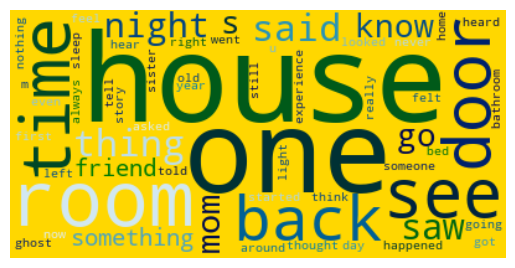 nothing
feel
sleep
night
s
said
know
home
never
heard
m
hear
right
went
u
looked
time
even
always
house
door
tell
story
sister
old
year
still
experience
really
felt
bathroom
first
asked
thing
one
go
bed
friend
told
left
light
someone
room
mom
back
started
think
see
saw
going
something
ghost
now
around
thought
day
happened
got